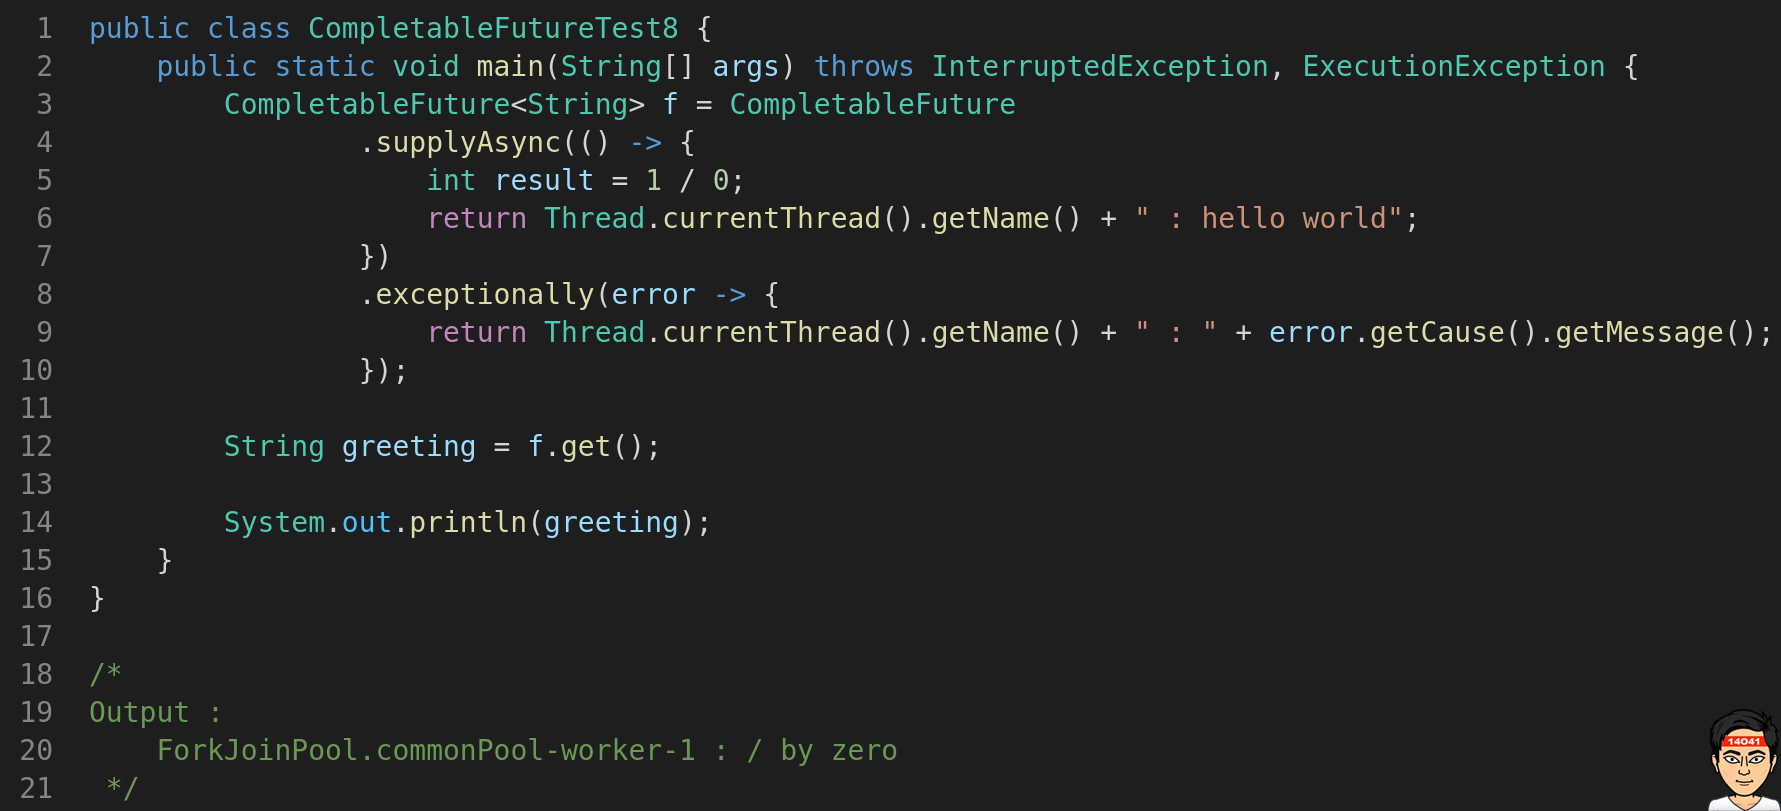 1 public class CompletableFutureTest8 {
2     public static void main(String[] args) throws InterruptedException, ExecutionException {
3         CompletableFuture<String> f = CompletableFuture
4                 .supplyAsync(() -> {
5                     int result = 1 / 0;
6                     return Thread.currentThread().getName() + " : hello world";
7                 })
8                 .exceptionally(error -> {
9                     return Thread.currentThread().getName() + " : " + error.getCause().getMessage();
10                 });
11
12         String greeting = f.get();
13
14         System.out.println(greeting);
15     }
16 }
17
18 /*
19 Output :
20     ForkJoinPool.commonPool-worker-1 : / by zero
21  */
14041